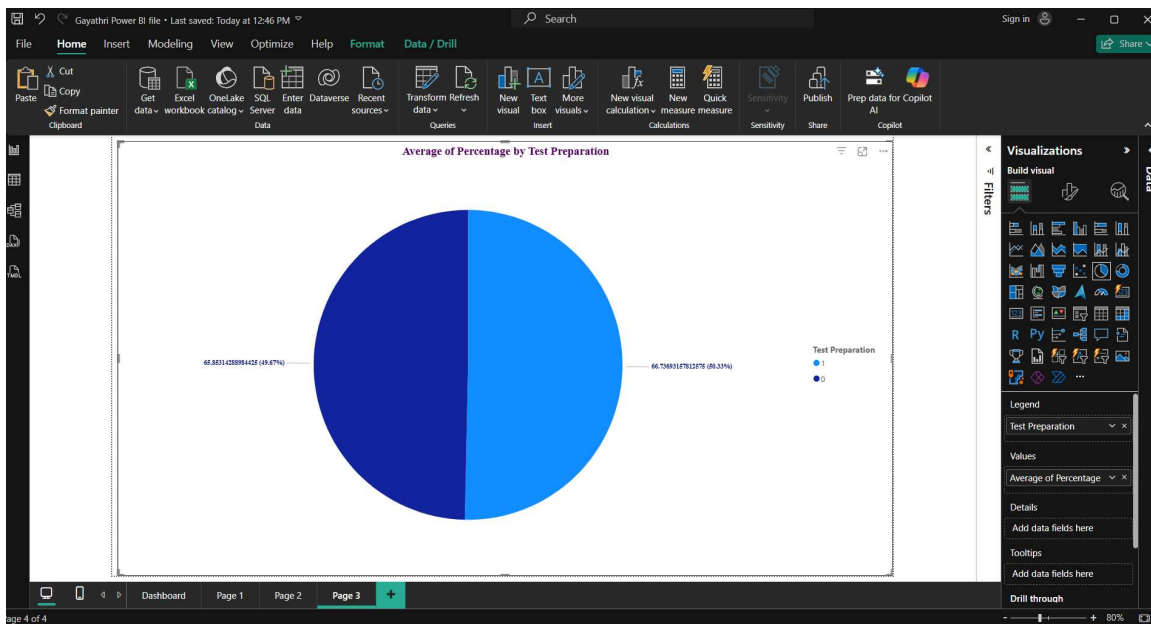 Gayathri Power BI file • Last saved: Today at 12:46 PM
Search
Sign in
File Home Insert Modeling View Optimize Help Format Data / Drill
Share
Paste
Cut
Copy
Format painter
Clipboard
Get data
Excel workbook
OneLake catalog
SQL Server
Enter data
Dataverse
Recent sources
Data
Transform data
Refresh
Queries
New visual
Text box
More visuals
Insert
New visual calculation
New measure
Quick measure
Calculations
Sensitivity
Sensitivity
Publish
Share
Prep data for AI
Copilot
Copilot
Average of Percentage by Test Preparation
65.85314288984425 (49.67%)
66.73693157812575 (50.33%)
Test Preparation
1
0
Filters
Visualizations
Build visual
Data
DAX
TMDL
123
R Py
Legend
Test Preparation
Values
Average of Percentage
Details
Add data fields here
Tooltips
Add data fields here
Drill through
Dashboard Page 1 Page 2 Page 3
age 4 of 4
- + 80%